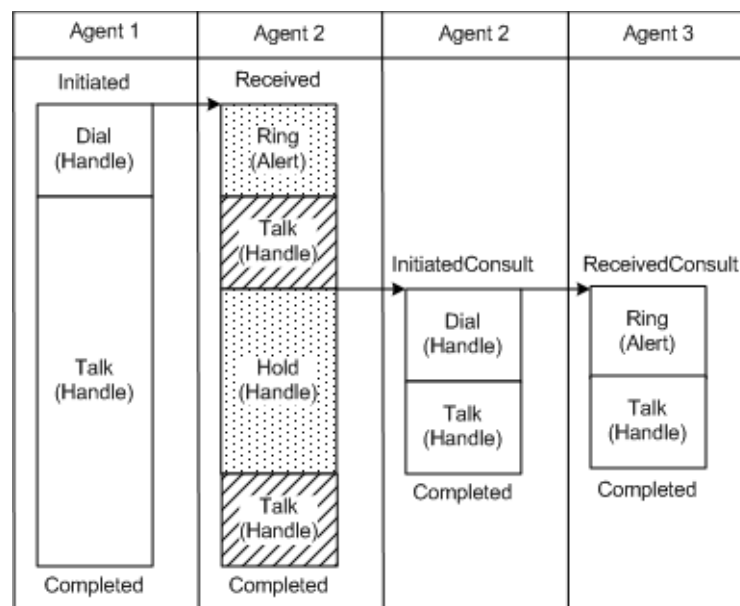 Agent 1
Agent 2
Agent 2
Agent 3
Initiated
Received
Dial
(Handle)
Ring
(Alert)
Talk
(Handle)
InitiatedConsult
ReceivedConsult
Talk
(Handle)
Hold
(Handle)
Dial
(Handle)
Ring
(Alert)
Talk
(Handle)
Talk
(Handle)
Completed
Completed
Talk
(Handle)
Completed
Completed